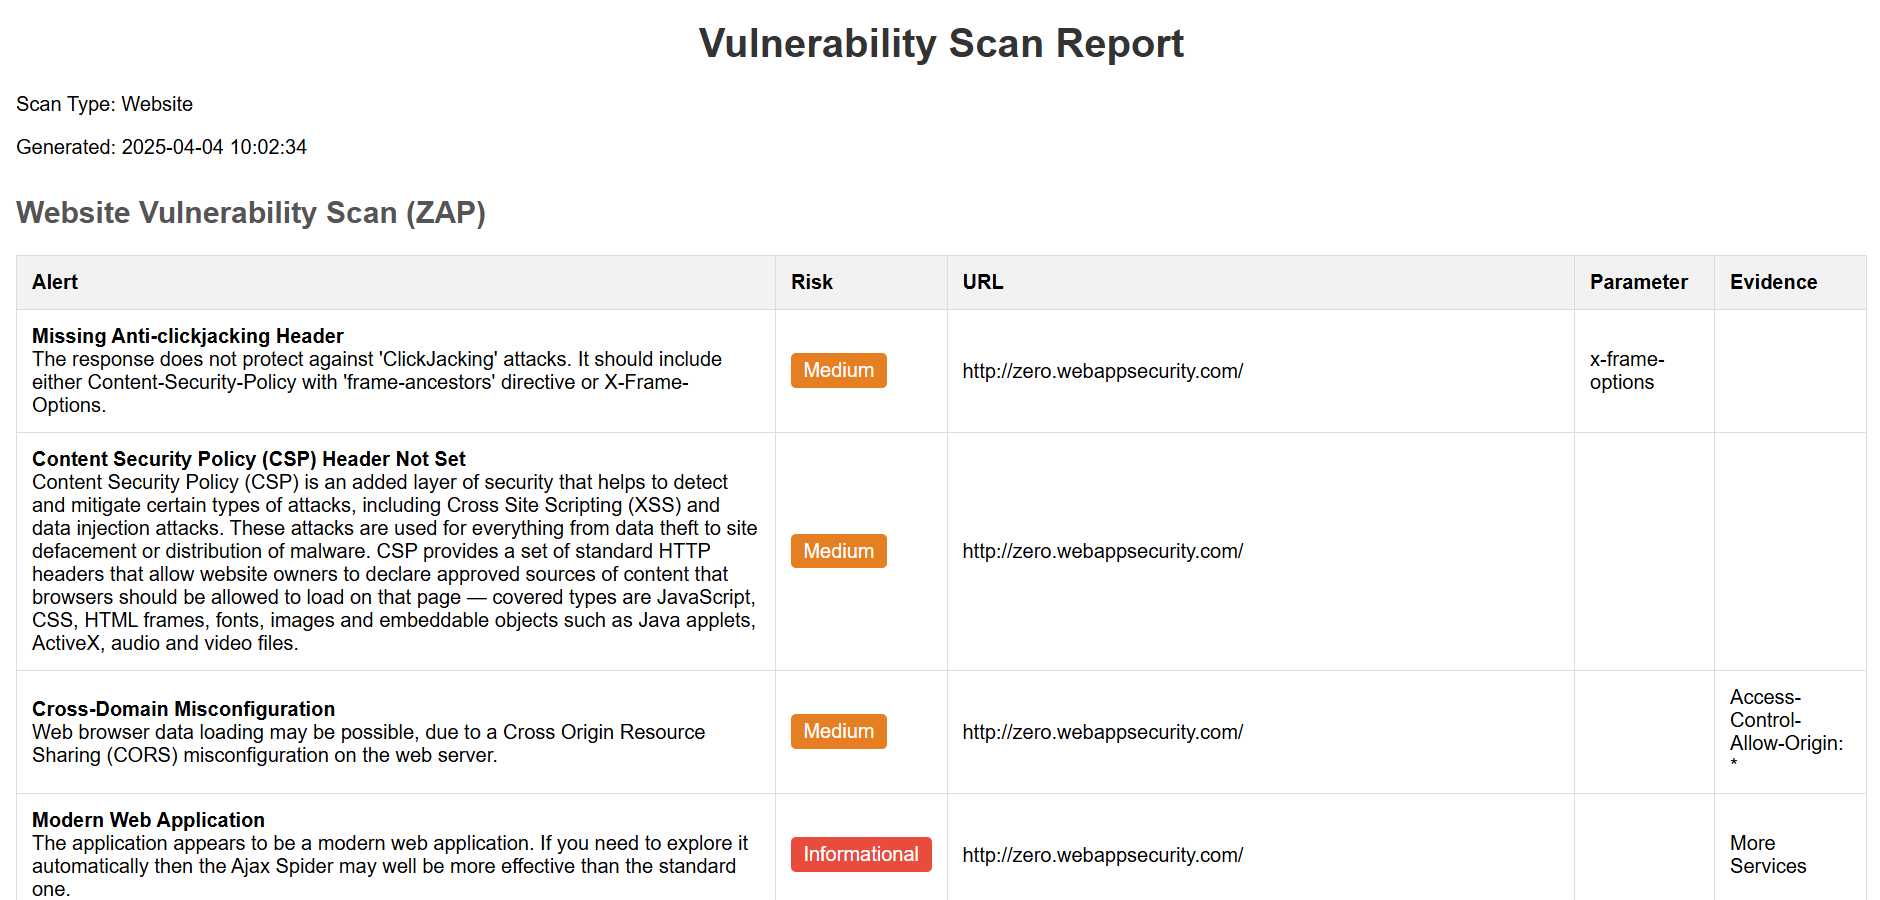 Vulnerability Scan Report
Scan Type: Website
Generated: 2025-04-04 10:02:34
Website Vulnerability Scan (ZAP)
Alert
Risk
URL
Parameter
Evidence
Missing Anti-clickjacking Header
The response does not protect against 'ClickJacking' attacks. It should include
either Content-Security-Policy with 'frame-ancestors' directive or X-Frame-
Options.
Medium
http://zero.webappsecurity.com/
x-frame-
options
Content Security Policy (CSP) Header Not Set
Content Security Policy (CSP) is an added layer of security that helps to detect
and mitigate certain types of attacks, including Cross Site Scripting (XSS) and
data injection attacks. These attacks are used for everything from data theft to site
defacement or distribution of malware. CSP provides a set of standard HTTP
headers that allow website owners to declare approved sources of content that
browsers should be allowed to load on that page — covered types are JavaScript,
CSS, HTML frames, fonts, images and embeddable objects such as Java applets,
ActiveX, audio and video files.
Medium
http://zero.webappsecurity.com/
Cross-Domain Misconfiguration
Web browser data loading may be possible, due to a Cross Origin Resource
Sharing (CORS) misconfiguration on the web server.
Medium
http://zero.webappsecurity.com/
Access-
Control-
Allow-Origin:
*
Modern Web Application
The application appears to be a modern web application. If you need to explore it
automatically then the Ajax Spider may well be more effective than the standard
one.
Informational
http://zero.webappsecurity.com/
More
Services